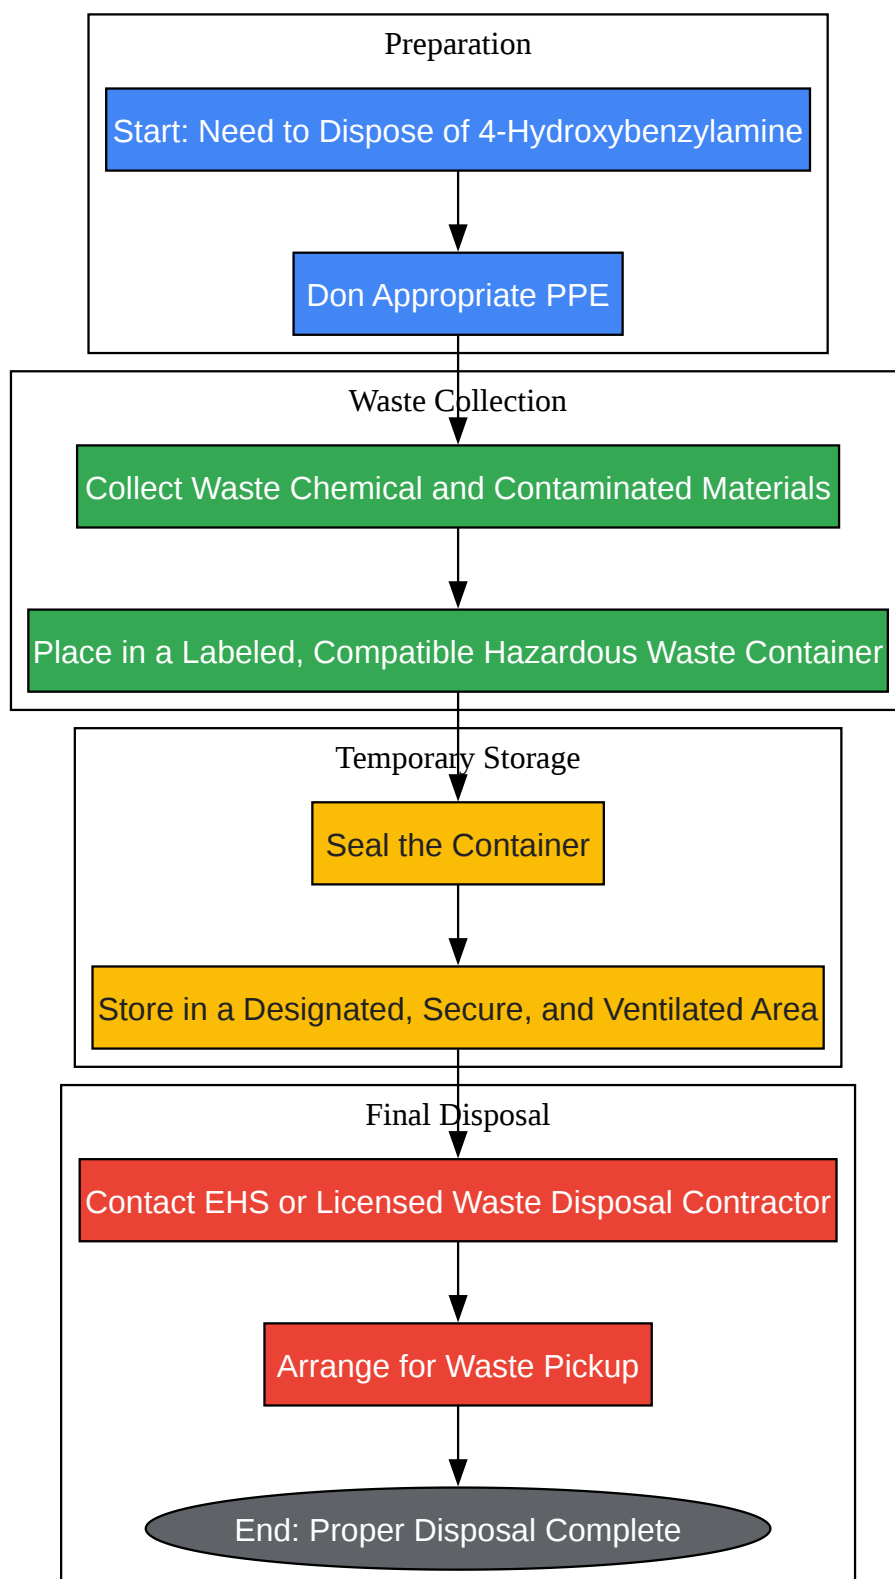 Preparation
Start: Need to Dispose of 4-Hydroxybenzylamine
Don Appropriate PPE
Waste Collection
Collect Waste Chemical and Contaminated Materials
Place in a Labeled, Compatible Hazardous Waste Container
Temporary Storage
Seal the Container
Store in a Designated, Secure, and Ventilated Area
Final Disposal
Contact EHS or Licensed Waste Disposal Contractor
Arrange for Waste Pickup
End: Proper Disposal Complete